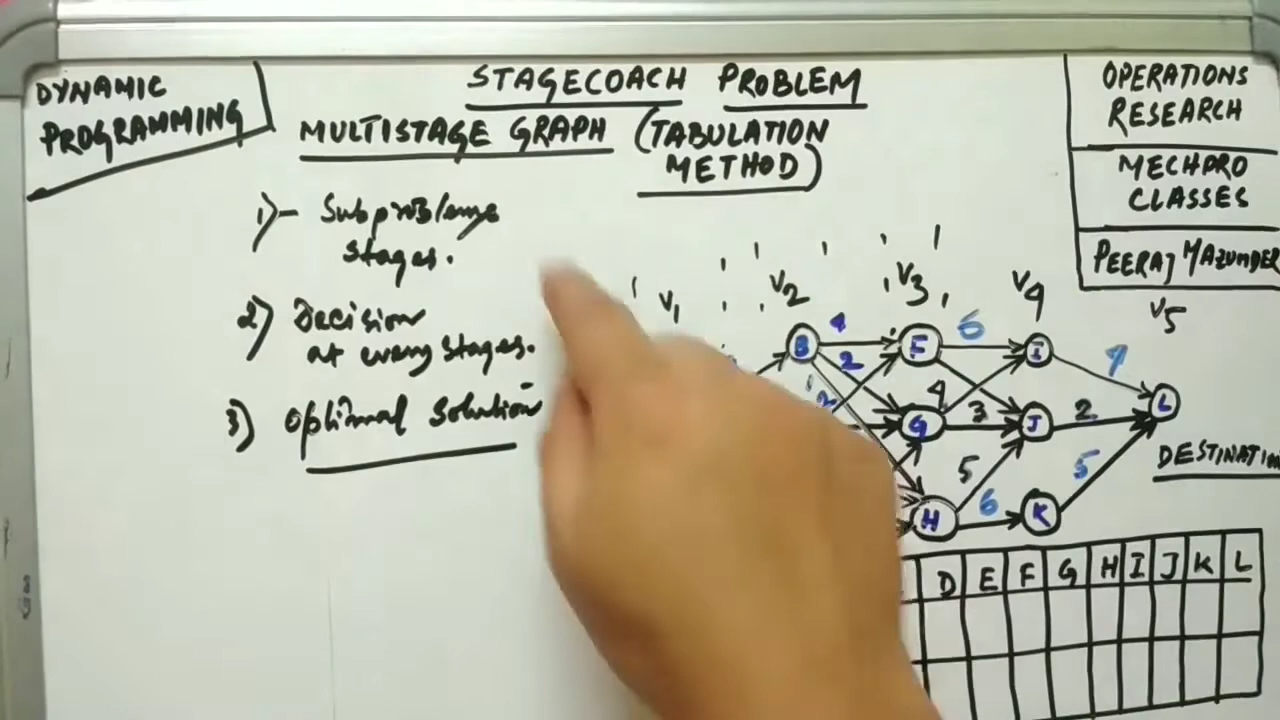 DYNAMIC
PROGRAMMING
STAGECOACH PROBLEM
MULTISTAGE GRAPH (TABULATION
METHOD)
OPERATIONS
RESEARCH
MECHPRO
CLASSES
PEERAJ MAZUMDER
1)- Subproblems
stages.
2) Decision
at every stages.
3) Optimal Solution
V1 V2 V3 V4 V5
B 4 F 6 I 7
2
2 G 4 3 J 2 L
DESTINATION
H 5 6 K 5
D E F G H I J K L